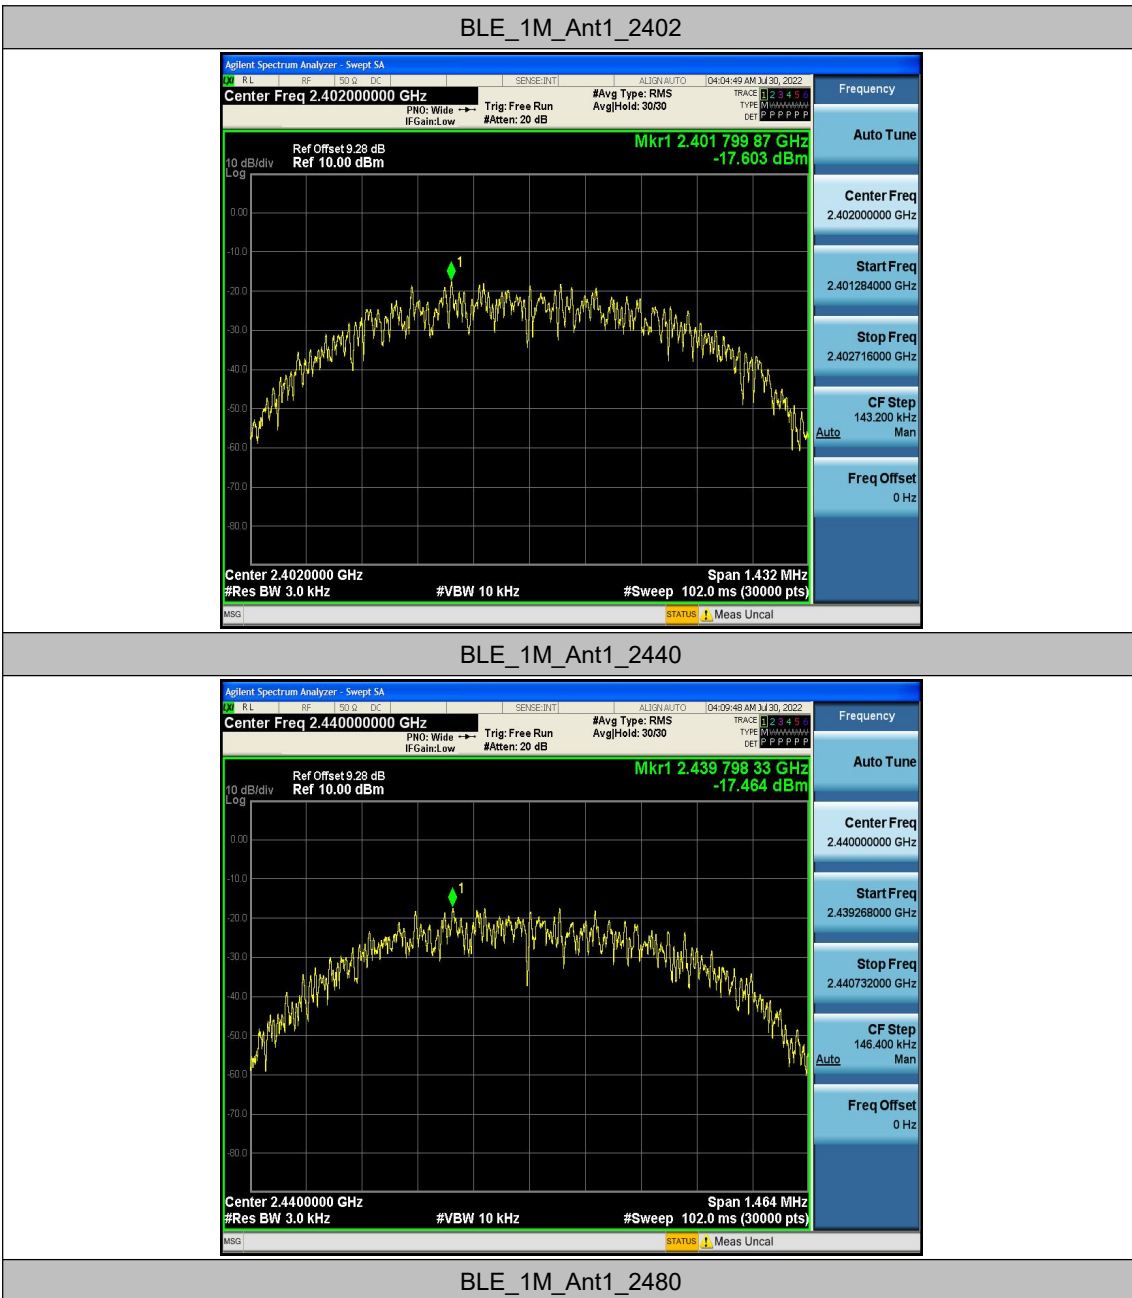 BLE_1M_Ant1_2402
Agilent Spectrum Analyzer - Swept SA
LXI RL RF 50 Ω DC SENSE:INT ALIGN AUTO 04:04:49 AM Jul 30, 2022
Center Freq 2.402000000 GHz
PNO: Wide
IFGain:Low
Trig: Free Run
#Atten: 20 dB
#Avg Type: RMS
Avg|Hold: 30/30
TRACE 1 2 3 4 5 6
TYPE M
DET P P P P P P
Mkr1 2.401 799 87 GHz
-17.603 dBm
Ref Offset 9.28 dB
10 dB/div Ref 10.00 dBm
Log
0.00
-10.0
-20.0
-30.0
-40.0
-50.0
-60.0
-70.0
-80.0
1
Center 2.4020000 GHz Span 1.432 MHz
#Res BW 3.0 kHz #VBW 10 kHz #Sweep 102.0 ms (30000 pts)
MSG STATUS Meas Uncal
Frequency
Auto Tune
Center Freq
2.402000000 GHz
Start Freq
2.401284000 GHz
Stop Freq
2.402716000 GHz
CF Step
143.200 kHz
Auto Man
Freq Offset
0 Hz
BLE_1M_Ant1_2440
Agilent Spectrum Analyzer - Swept SA
LXI RL RF 50 Ω DC SENSE:INT ALIGN AUTO 04:09:48 AM Jul 30, 2022
Center Freq 2.440000000 GHz
PNO: Wide
IFGain:Low
Trig: Free Run
#Atten: 20 dB
#Avg Type: RMS
Avg|Hold: 30/30
TRACE 1 2 3 4 5 6
TYPE M
DET P P P P P P
Mkr1 2.439 798 33 GHz
-17.464 dBm
Ref Offset 9.28 dB
10 dB/div Ref 10.00 dBm
Log
0.00
-10.0
-20.0
-30.0
-40.0
-50.0
-60.0
-70.0
-80.0
1
Center 2.4400000 GHz Span 1.464 MHz
#Res BW 3.0 kHz #VBW 10 kHz #Sweep 102.0 ms (30000 pts)
MSG STATUS Meas Uncal
Frequency
Auto Tune
Center Freq
2.440000000 GHz
Start Freq
2.439268000 GHz
Stop Freq
2.440732000 GHz
CF Step
146.400 kHz
Auto Man
Freq Offset
0 Hz
BLE_1M_Ant1_2480